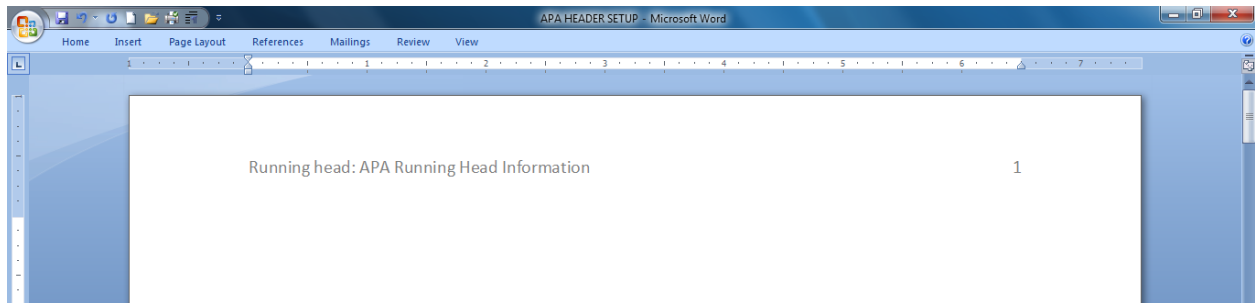 APA HEADER SETUP - Microsoft Word
Home Insert Page Layout References Mailings Review View
1 1 2 3 4 5 6 7
Running head: APA Running Head Information 1